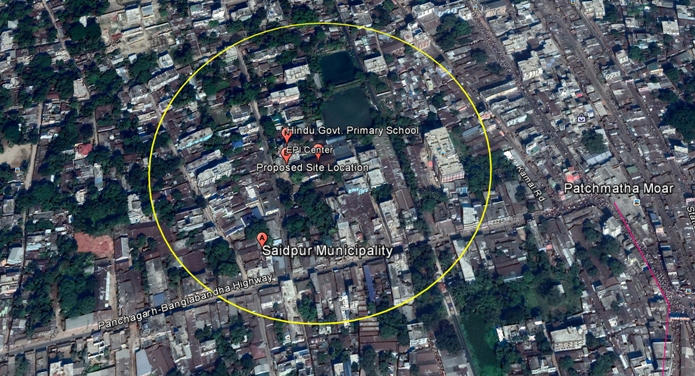 Hindu Govt. Primary School
EPI Center
Proposed Site Location
Patchmatha Moar
Saidpur Municipality
Panchagarh-Banglabandha Highway